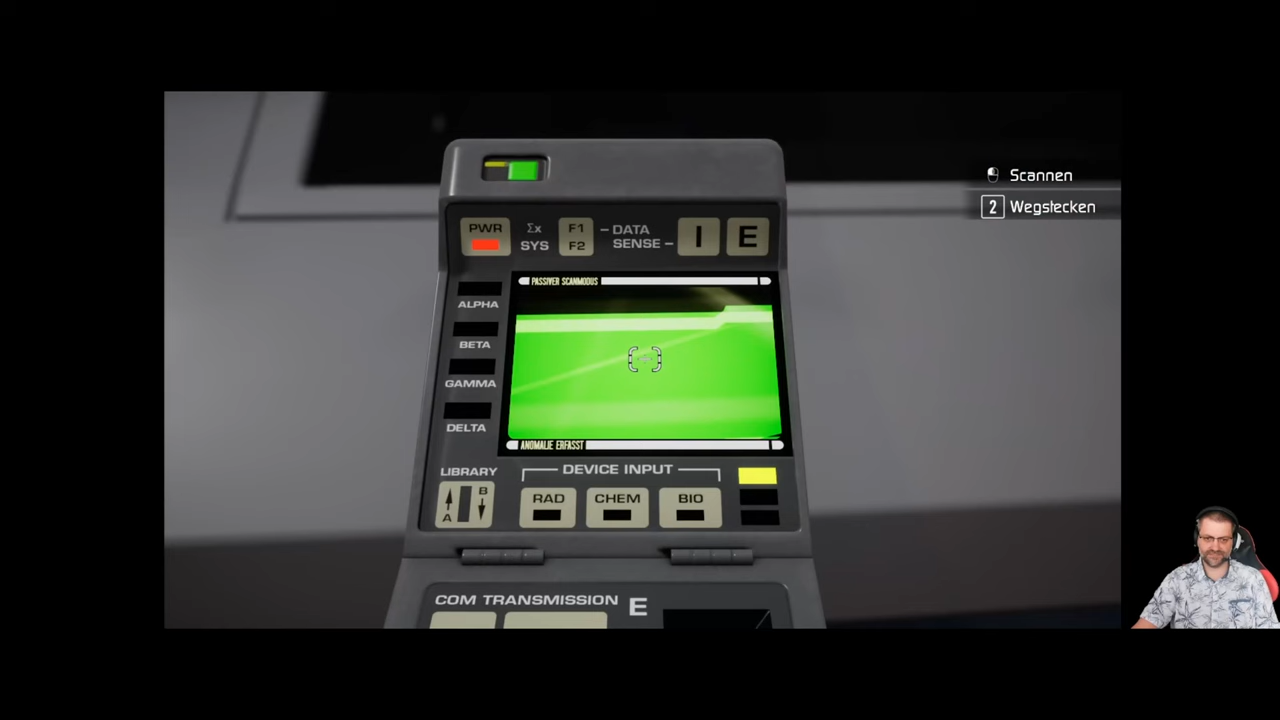 Scannen
2 Wegstecken
PWR Σx SYS F1 F2 DATA SENSE I E
PASSIVER SCANMODUS
ALPHA
BETA
GAMMA
DELTA
ANOMALIE ERFASST
LIBRARY
A B
DEVICE INPUT
RAD CHEM BIO
COM TRANSMISSION E